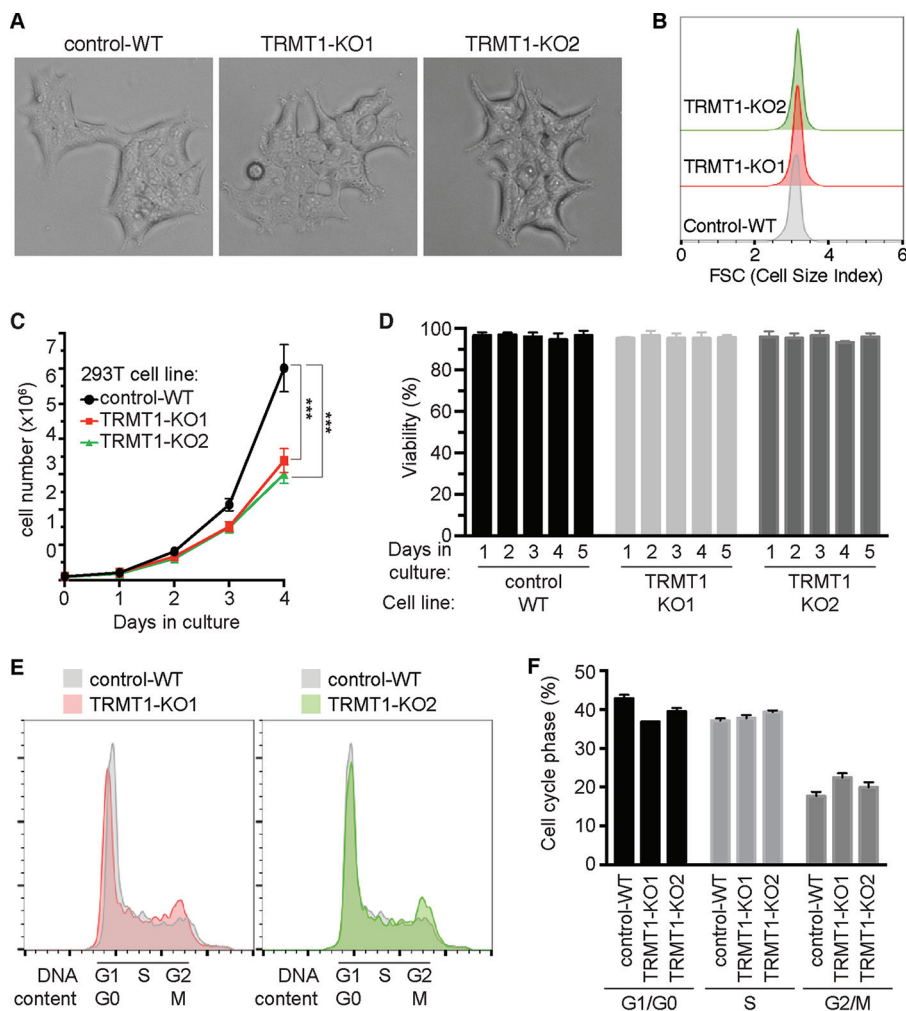 A
control-WT TRMT1-KO1 TRMT1-KO2
B
TRMT1-KO2
TRMT1-KO1
Control-WT
0 2 4 6
FSC (Cell Size Index)
C
7
6
5
4
3
2
1
0
cell number (x10⁶)
293T cell line:
control-WT
TRMT1-KO1
TRMT1-KO2
***
***
0 1 2 3 4
Days in culture
D
100
80
60
40
20
0
Viability (%)
Days in culture:
1 2 3 4 5 1 2 3 4 5 1 2 3 4 5
Cell line:
control WT
TRMT1 KO1
TRMT1 KO2
E
control-WT
TRMT1-KO1
control-WT
TRMT1-KO2
DNA content
G1 S G2
G0 M
DNA content
G1 S G2
G0 M
F
50
40
30
20
10
0
Cell cycle phase (%)
control-WT
TRMT1-KO1
TRMT1-KO2
control-WT
TRMT1-KO1
TRMT1-KO2
control-WT
TRMT1-KO1
TRMT1-KO2
G1/G0 S G2/M